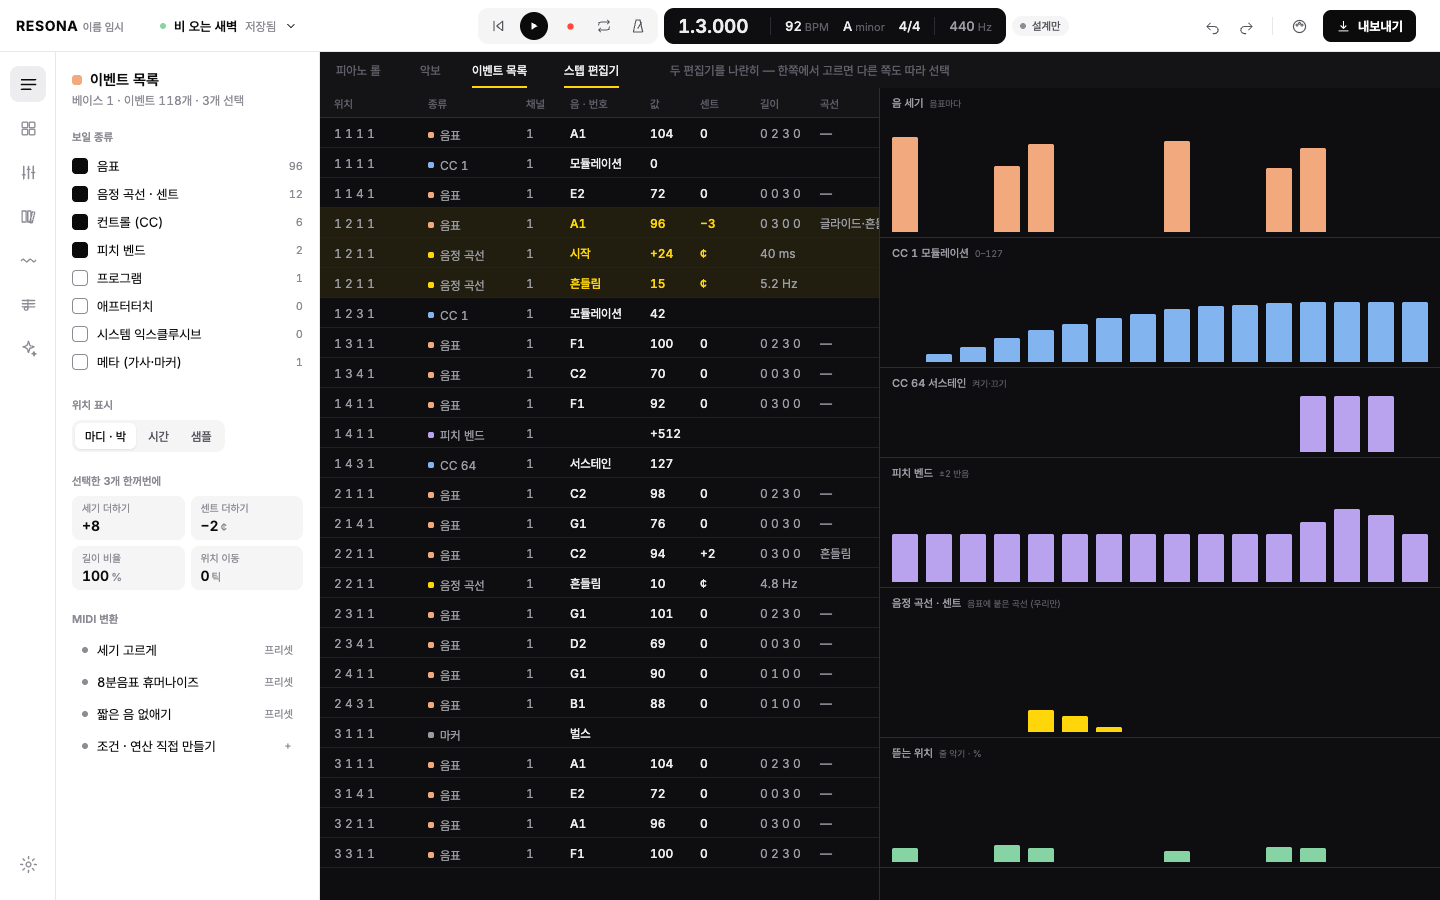 RESONA 이름 임시
비 오는 새벽 저장됨
1.3.000 92 BPM A minor 4/4 440 Hz
설계만
내보내기
이벤트 목록
베이스 1 · 이벤트 118개 · 3개 선택
보일 종류
음표 96
음정 곡선 · 센트 12
컨트롤 (CC) 6
피치 벤드 2
프로그램 1
애프터터치 0
시스템 익스클루시브 0
메타 (가사·마커) 1
위치 표시
마디 · 박 시간 샘플
선택한 3개 한꺼번에
세기 더하기
+8
센트 더하기
−2 ¢
길이 비율
100 %
위치 이동
0 틱
MIDI 변환
세기 고르게 프리셋
8분음표 휴머나이즈 프리셋
짧은 음 없애기 프리셋
조건 · 연산 직접 만들기 +
피아노 롤 악보 이벤트 목록 스텝 편집기 두 편집기를 나란히 — 한쪽에서 고르면 다른 쪽도 따라 선택
위치 종류 채널 음 · 번호 값 센트 길이 곡선
1 1 1 1 음표 1 A1 104 0 0 2 3 0 —
1 1 1 1 CC 1 1 모듈레이션 0
1 1 4 1 음표 1 E2 72 0 0 0 3 0 —
1 2 1 1 음표 1 A1 96 −3 0 3 0 0 글라이드·흔들
1 2 1 1 음정 곡선 1 시작 +24 ¢ 40 ms
1 2 1 1 음정 곡선 1 흔들림 15 ¢ 5.2 Hz
1 2 3 1 CC 1 1 모듈레이션 42
1 3 1 1 음표 1 F1 100 0 0 2 3 0 —
1 3 4 1 음표 1 C2 70 0 0 0 3 0 —
1 4 1 1 음표 1 F1 92 0 0 3 0 0 —
1 4 1 1 피치 벤드 1 +512
1 4 3 1 CC 64 1 서스테인 127
2 1 1 1 음표 1 C2 98 0 0 2 3 0 —
2 1 4 1 음표 1 G1 76 0 0 0 3 0 —
2 2 1 1 음표 1 C2 94 +2 0 3 0 0 흔들림
2 2 1 1 음정 곡선 1 흔들림 10 ¢ 4.8 Hz
2 3 1 1 음표 1 G1 101 0 0 2 3 0 —
2 3 4 1 음표 1 D2 69 0 0 0 3 0 —
2 4 1 1 음표 1 G1 90 0 0 1 0 0 —
2 4 3 1 음표 1 B1 88 0 0 1 0 0 —
3 1 1 1 마커 1 벌스
3 1 1 1 음표 1 A1 104 0 0 2 3 0 —
3 1 4 1 음표 1 E2 72 0 0 0 3 0 —
3 2 1 1 음표 1 A1 96 0 0 3 0 0 —
3 3 1 1 음표 1 F1 100 0 0 2 3 0 —
음 세기 음표마다
CC 1 모듈레이션 0–127
CC 64 서스테인 켜기·끄기
피치 벤드 ±2 반음
음정 곡선 · 센트 음표에 붙은 곡선 (우리만)
뜯는 위치 줄 악기 · %